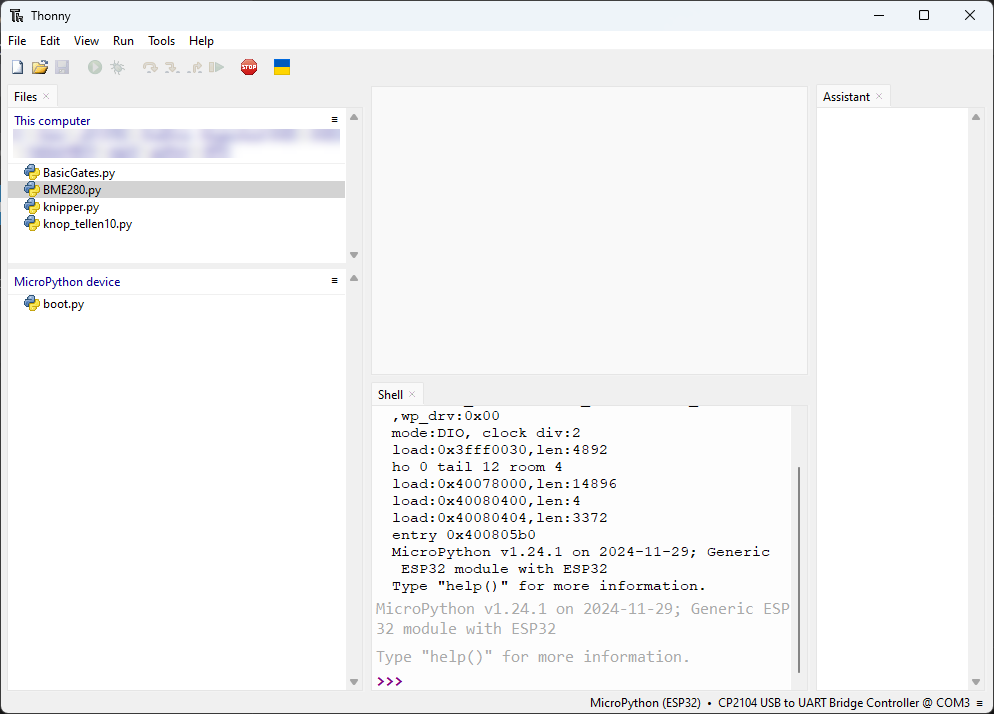 Thonny
File Edit View Run Tools Help
STOP
Files
This computer
BasicGates.py
BME280.py
knipper.py
knop_tellen10.py
MicroPython device
boot.py
Assistant
Shell
,wp_drv:0x00
mode:DIO, clock div:2
load:0x3fff0030,len:4892
ho 0 tail 12 room 4
load:0x40078000,len:14896
load:0x40080400,len:4
load:0x40080404,len:3372
entry 0x400805b0
MicroPython v1.24.1 on 2024-11-29; Generic
ESP32 module with ESP32
Type "help()" for more information.
MicroPython v1.24.1 on 2024-11-29; Generic ESP
32 module with ESP32
Type "help()" for more information.
>>>
MicroPython (ESP32) • CP2104 USB to UART Bridge Controller @ COM3 ≡